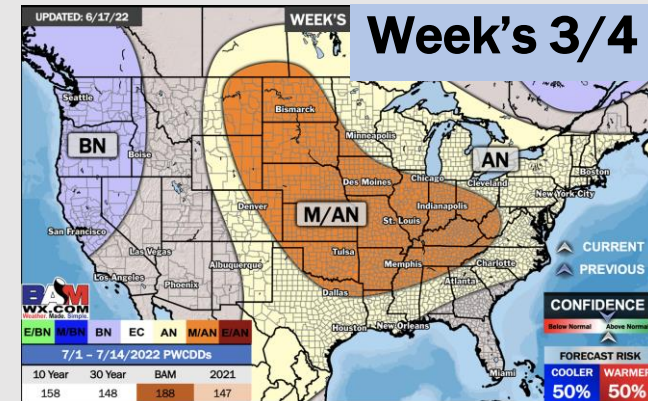 UPDATED: 6/17/22
WEEK'S
Week's 3/4
Seattle
BN
Boise
San Francisco
Las Vegas
Los Angeles
Phoenix
Bismarck
Minneapolis
Denver
Des Moines
M/AN
Chicago
AN
Cleveland
Boston
New York City
Indianapolis
St. Louis
Albuquerque
Tulsa
Memphis
Charlotte
Atlanta
Dallas
Houston
New Orleans
Miami
CURRENT
PREVIOUS
CONFIDENCE
Below Normal Above Normal
FORECAST RISK
COOLER WARMER
50% 50%
BAM
WX.COM
Weather. Made. Simple.
E/BN M/BN BN EC AN M/AN E/AN
7/1 – 7/14/2022 PWCDDs
10 Year 30 Year BAM 2021
158 148 188 147